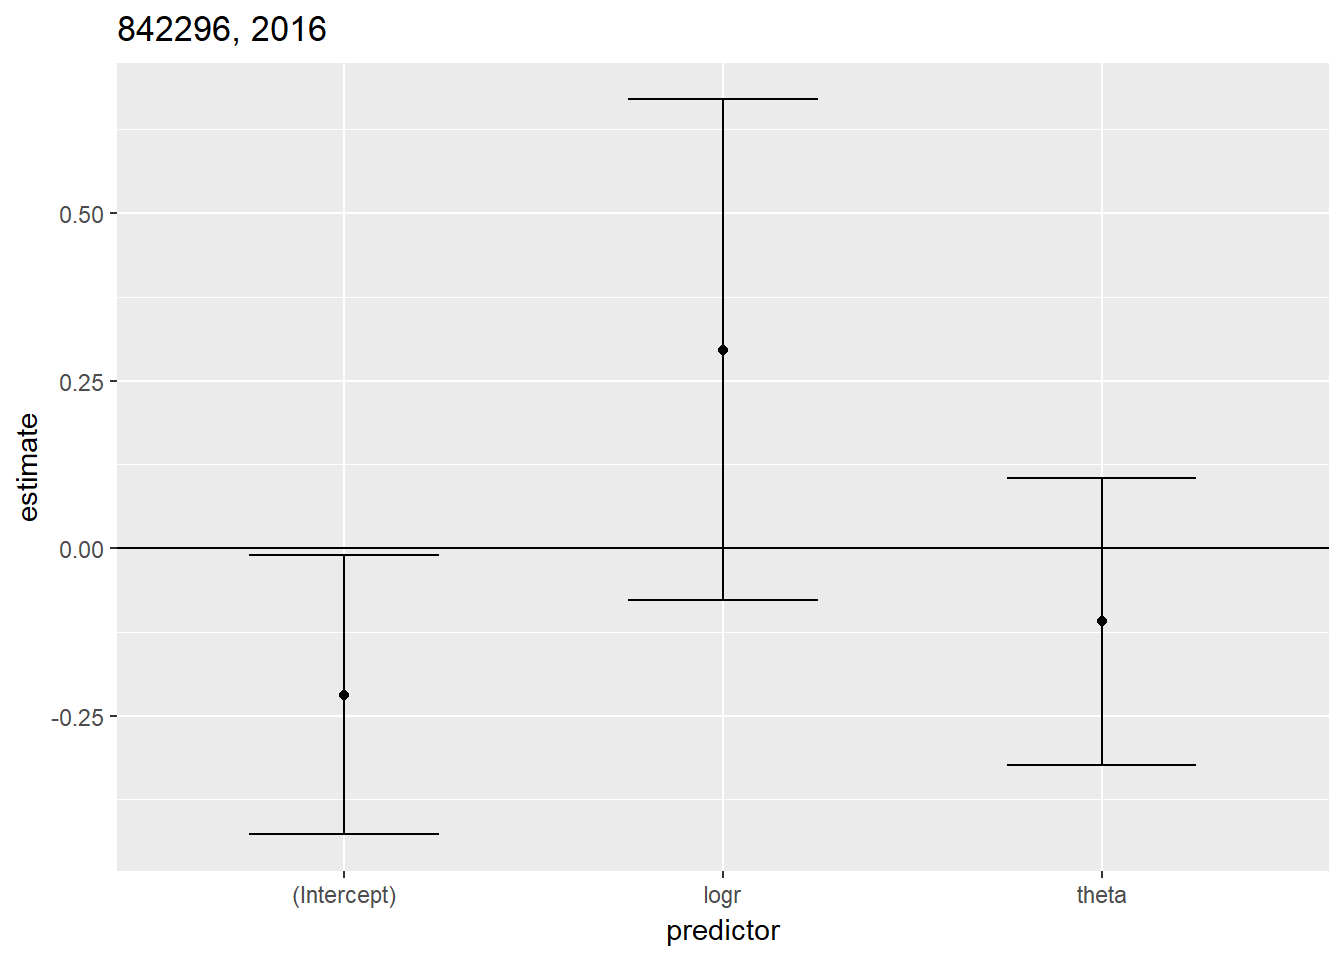 842296, 2016
estimate
0.50
0.25
0.00
-0.25
(Intercept) logr theta
predictor